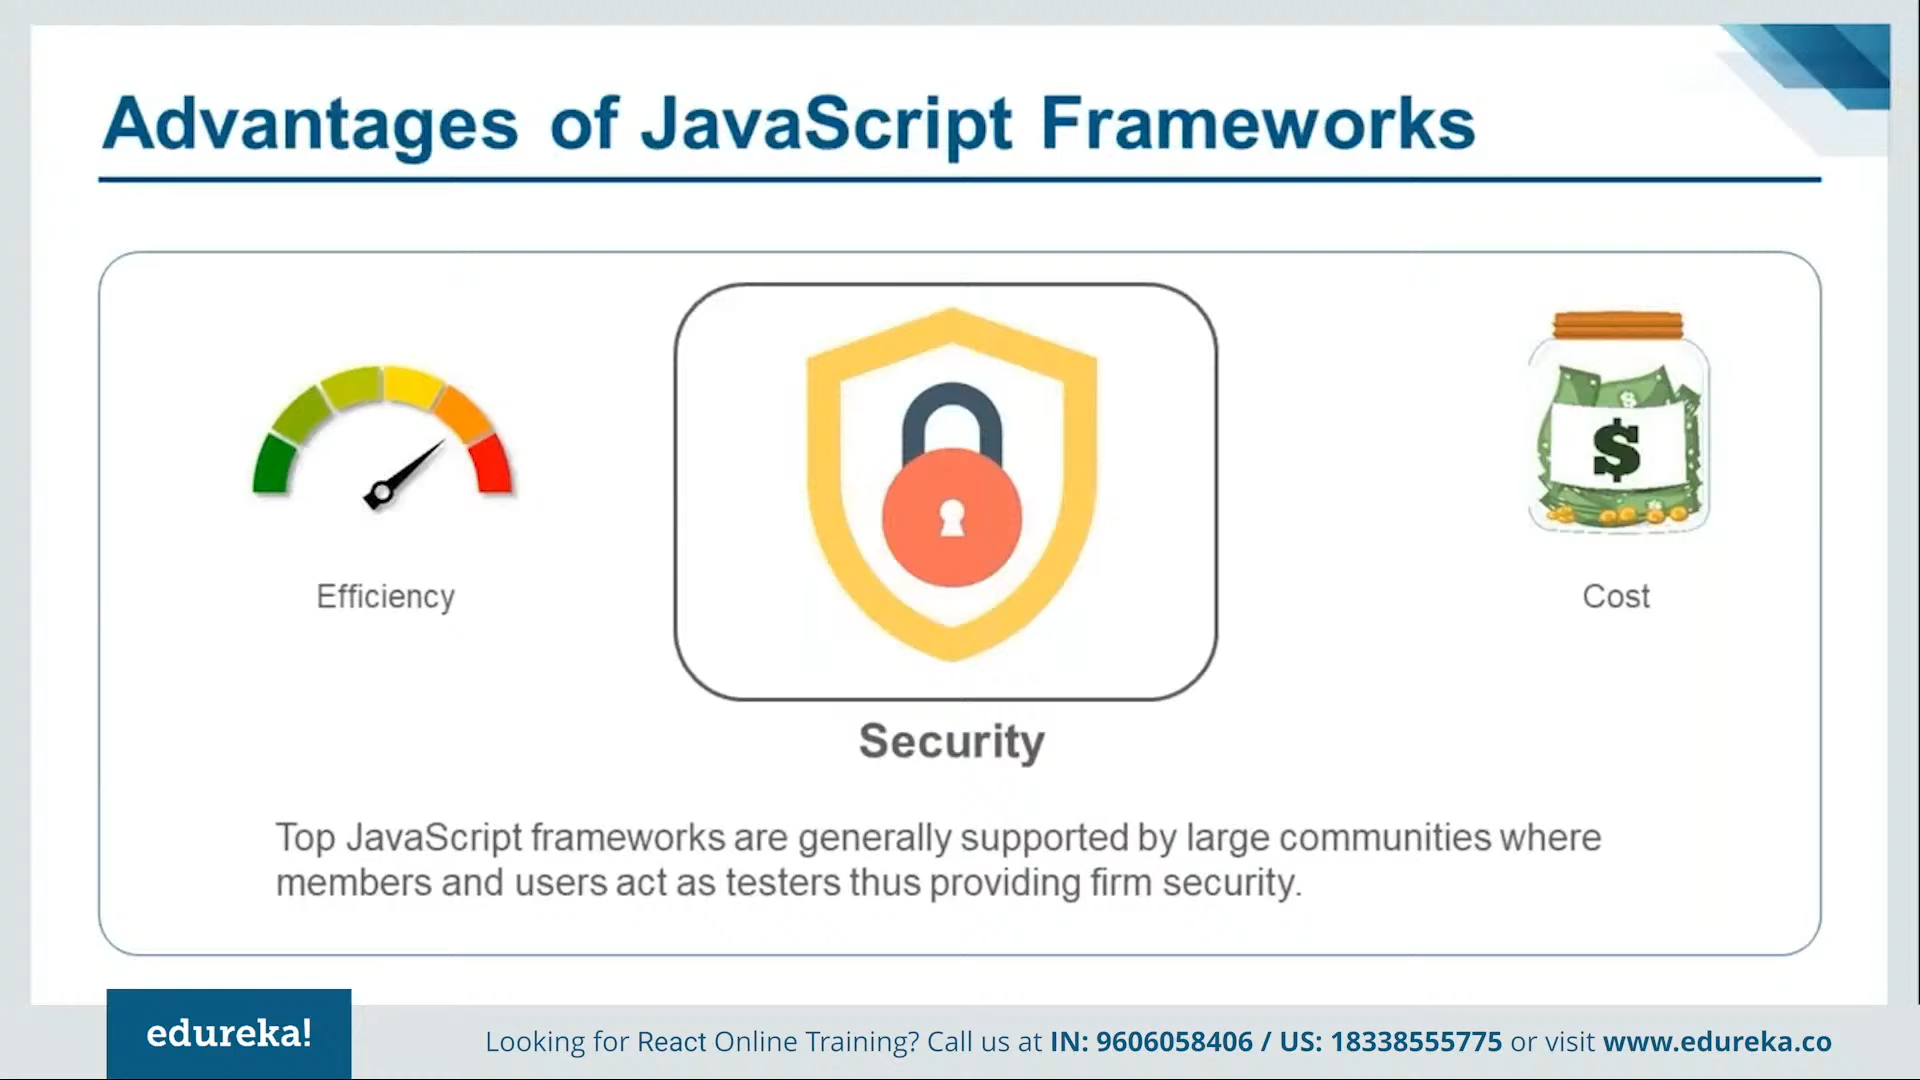 Advantages of JavaScript Frameworks
$
Efficiency
Cost
Security
Top JavaScript frameworks are generally supported by large communities where
members and users act as testers thus providing firm security.
edureka!
Looking for React Online Training? Call us at IN: 9606058406 / US: 18338555775 or visit www.edureka.co